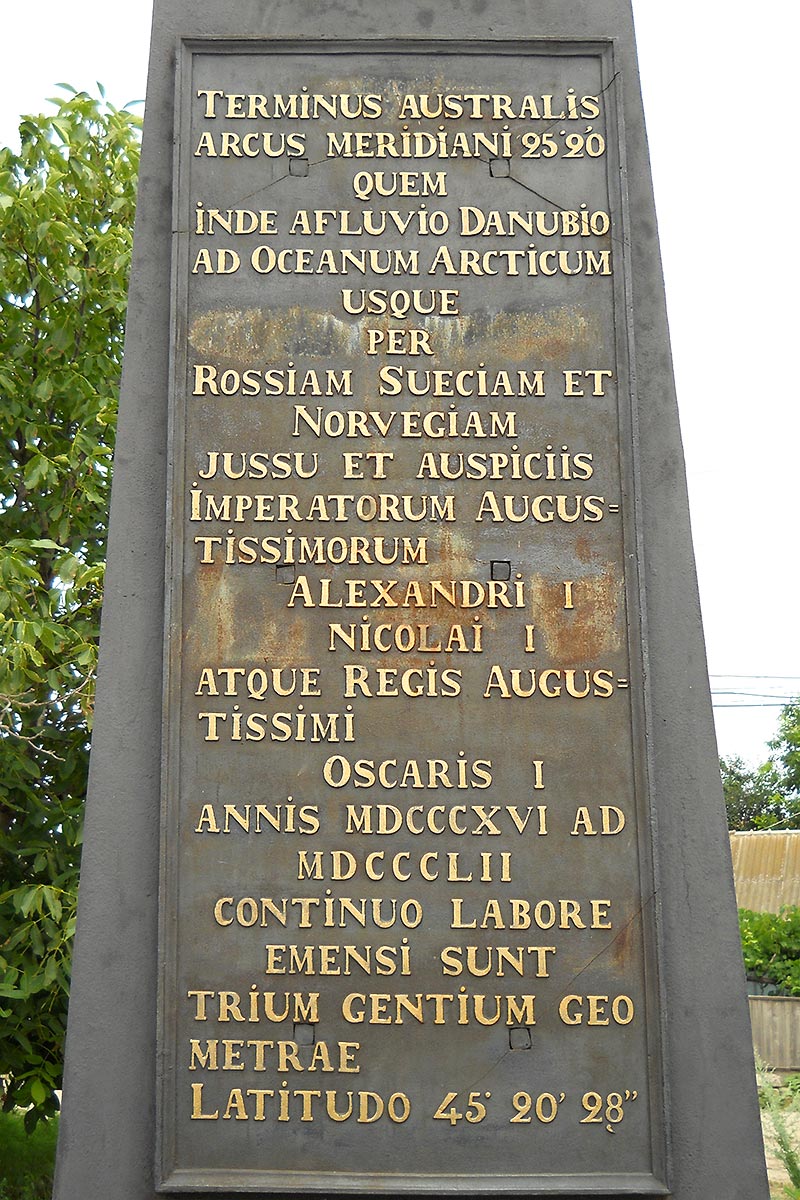 TERMINUS AUSTRALIS
ARCUS MERIDIANI 25°20'
QUEM
INDE AFLUVIO DANUBIO
AD OCEANUM ARCTICUM
USQUE
PER
ROSSIAM SUECIAM ET
NORVEGIAM
JUSSU ET AUSPICIIS
IMPERATORUM AUGUS=
TISSIMORUM
ALEXANDRI I
NICOLAI I
ATQUE REGIS AUGUS=
TISSIMI
OSCARIS I
ANNIS MDCCCXVI AD
MDCCCLII
CONTINUO LABORE
EMENSI SUNT
TRIUM GENTIUM GEO
METRAE
LATITUDO 45° 20' 28"